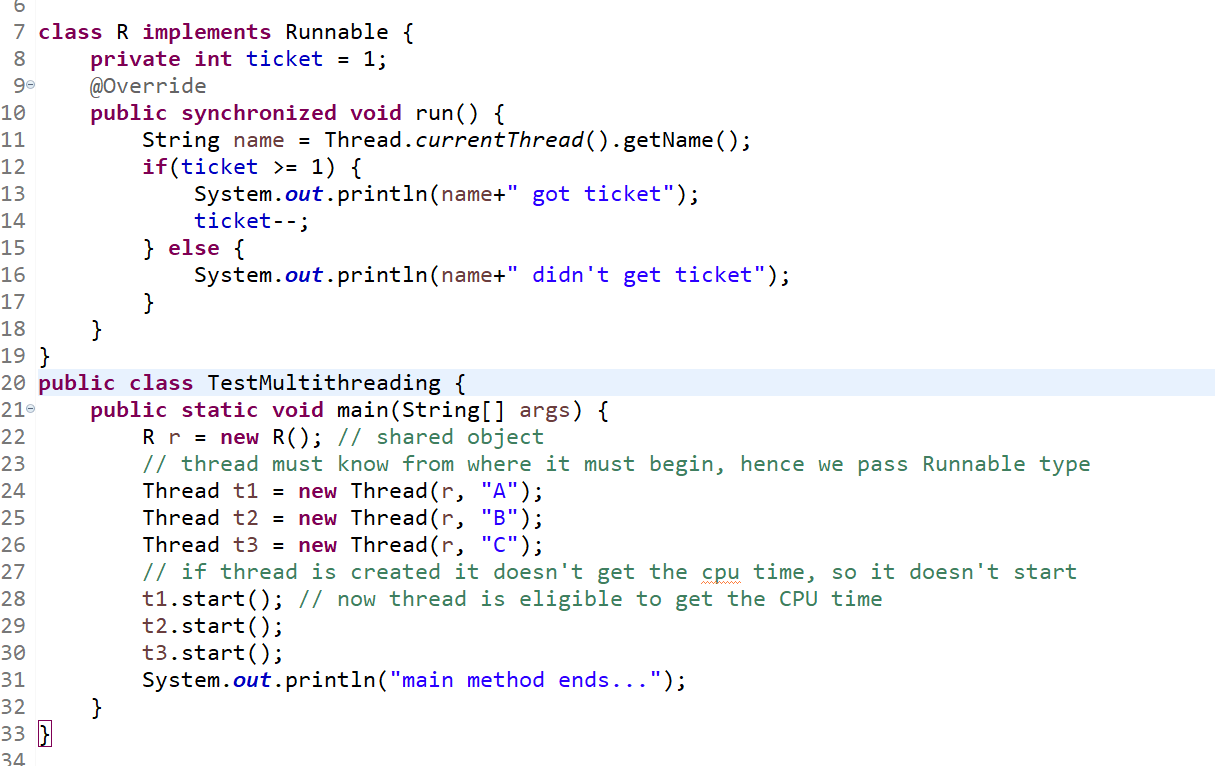 6
7 class R implements Runnable {
8     private int ticket = 1;
9     @Override
10     public synchronized void run() {
11         String name = Thread.currentThread().getName();
12         if(ticket >= 1) {
13             System.out.println(name+" got ticket");
14             ticket--;
15         } else {
16             System.out.println(name+" didn't get ticket");
17         }
18     }
19 }
20 public class TestMultithreading {
21     public static void main(String[] args) {
22         R r = new R(); // shared object
23         // thread must know from where it must begin, hence we pass Runnable type
24         Thread t1 = new Thread(r, "A");
25         Thread t2 = new Thread(r, "B");
26         Thread t3 = new Thread(r, "C");
27         // if thread is created it doesn't get the cpu time, so it doesn't start
28         t1.start(); // now thread is eligible to get the CPU time
29         t2.start();
30         t3.start();
31         System.out.println("main method ends...");
32     }
33 }
34